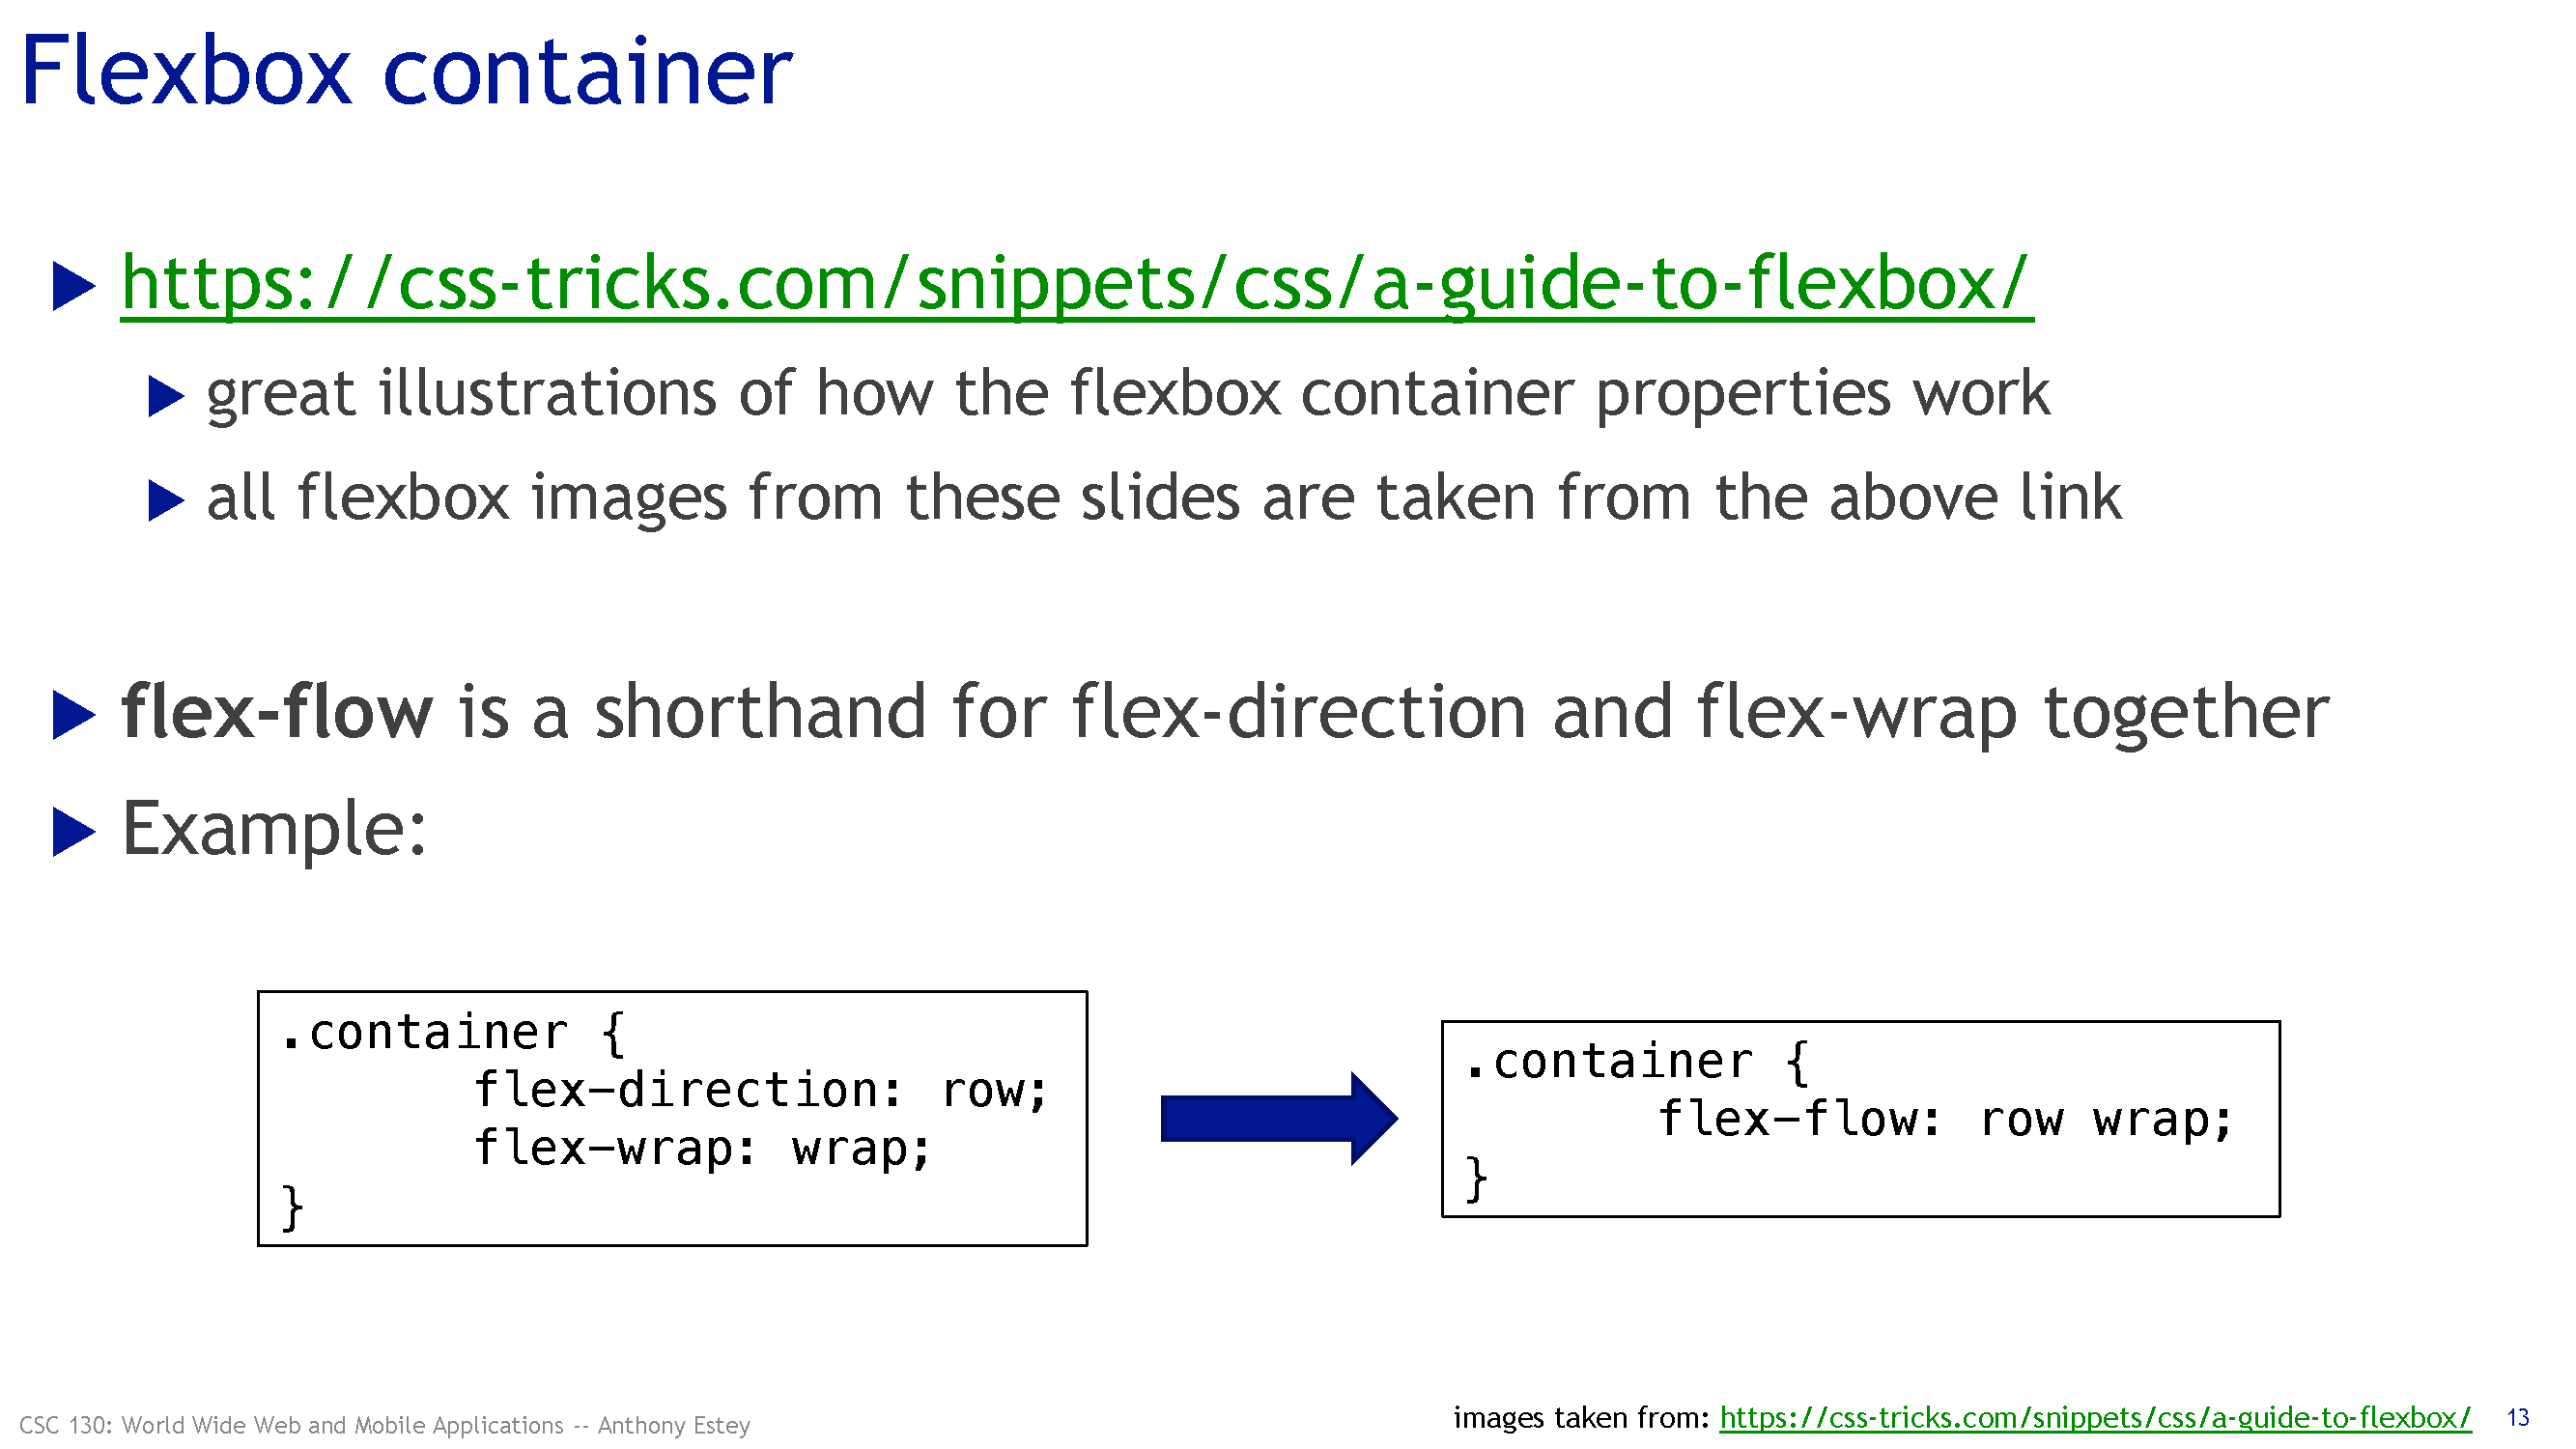 Flexbox container
https://css-tricks.com/snippets/css/a-guide-to-flexbox/
great illustrations of how the flexbox container properties work
all flexbox images from these slides are taken from the above link
flex-flow is a shorthand for flex-direction and flex-wrap together
Example:
.container {
flex-direction: row;
flex-wrap: wrap;
}
.container {
flex-flow: row wrap;
}
CSC 130: World Wide Web and Mobile Applications -- Anthony Estey
images taken from: https://css-tricks.com/snippets/css/a-guide-to-flexbox/
13